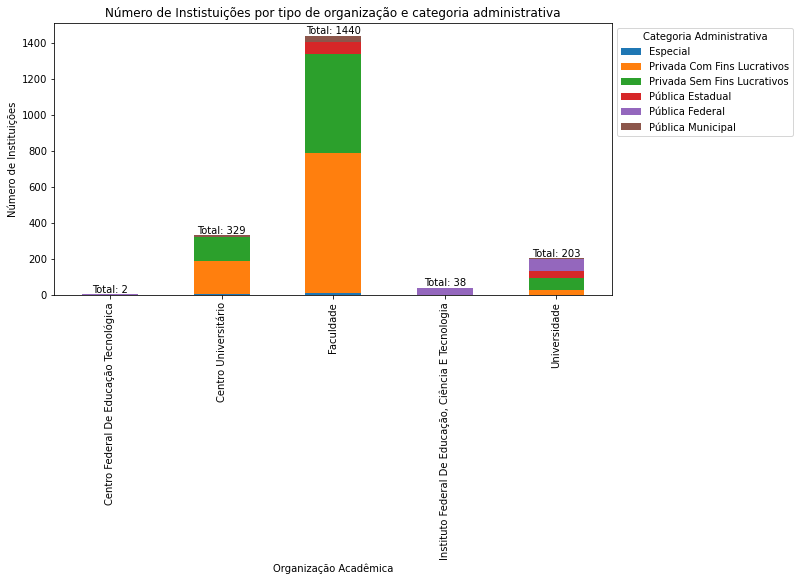 Número de Instistuições por tipo de organização e categoria administrativa
Número de Instituições
1400
1200
1000
800
600
400
200
0
Total: 2
Total: 329
Total: 1440
Total: 38
Total: 203
Centro Federal De Educação Tecnológica
Centro Universitário
Faculdade
Instituto Federal De Educação, Ciência E Tecnologia
Universidade
Organização Acadêmica
Categoria Administrativa
Especial
Privada Com Fins Lucrativos
Privada Sem Fins Lucrativos
Pública Estadual
Pública Federal
Pública Municipal